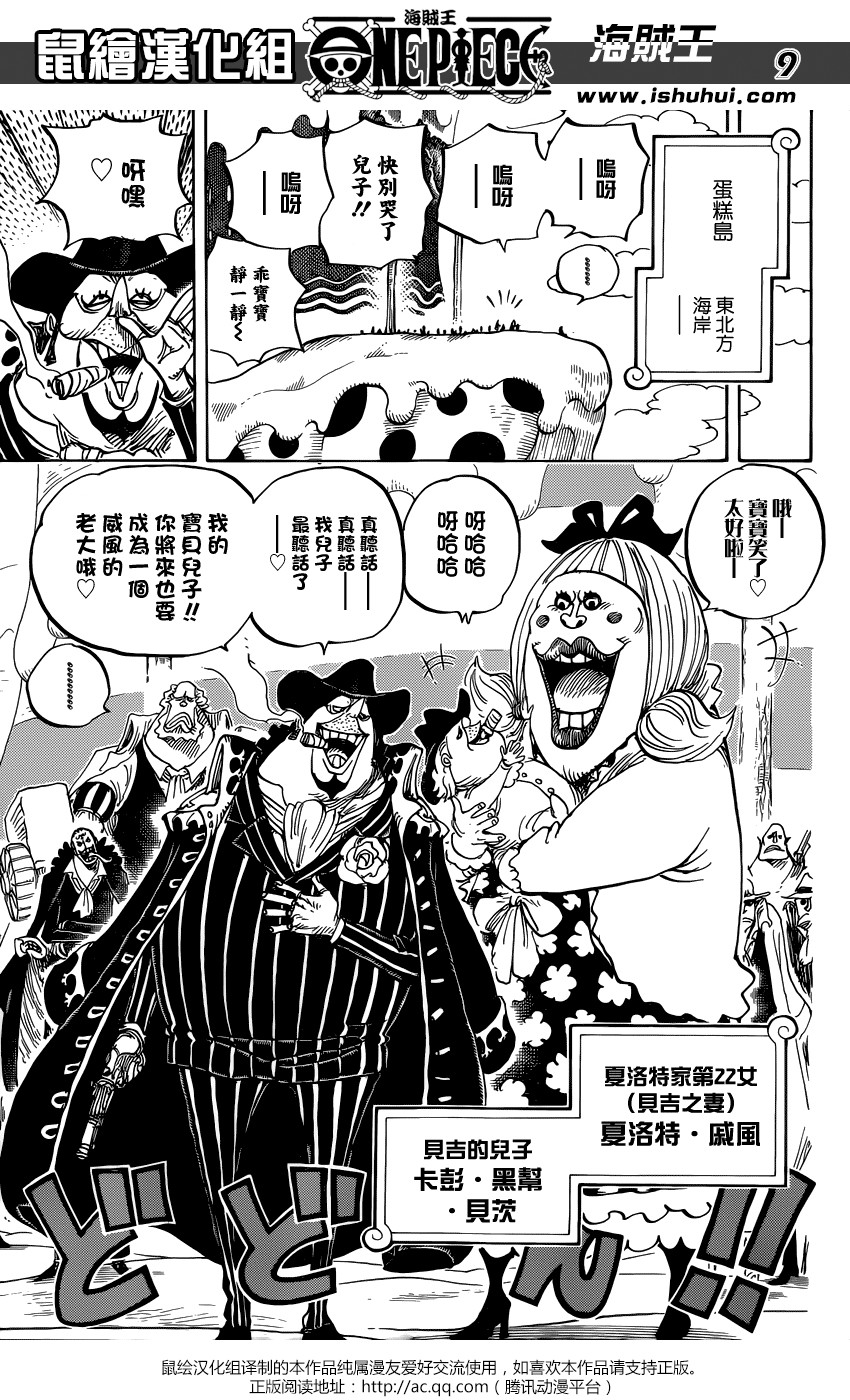 鼠繪漢化組
海賊王
ONE PIECE
海賊王
9
www.ishuhui.com
蛋糕島
東北方
海岸
——
嗚呀
——
嗚呀
——
快別哭了
兒子!!
嗚呀
——
乖寶寶
靜一靜~
呀嘿
♡
哦—
寶寶笑了♡
太好啦—
呀哈哈
呀哈哈
真聽話——
真聽話——
我兒子
最聽話了
——♡
我的
寶貝兒子!!
你將來也要
成為一個
威風的
老大哦♡
夏洛特家第22女
(貝吉之妻)
夏洛特·戚風
貝吉的兒子
卡彭·黑幫
·貝茨
どどん!!
鼠绘汉化组译制的本作品纯属漫友爱好交流使用，如喜欢本作品请支持正版。
正版阅读地址：http://ac.qq.com（腾讯动漫平台）